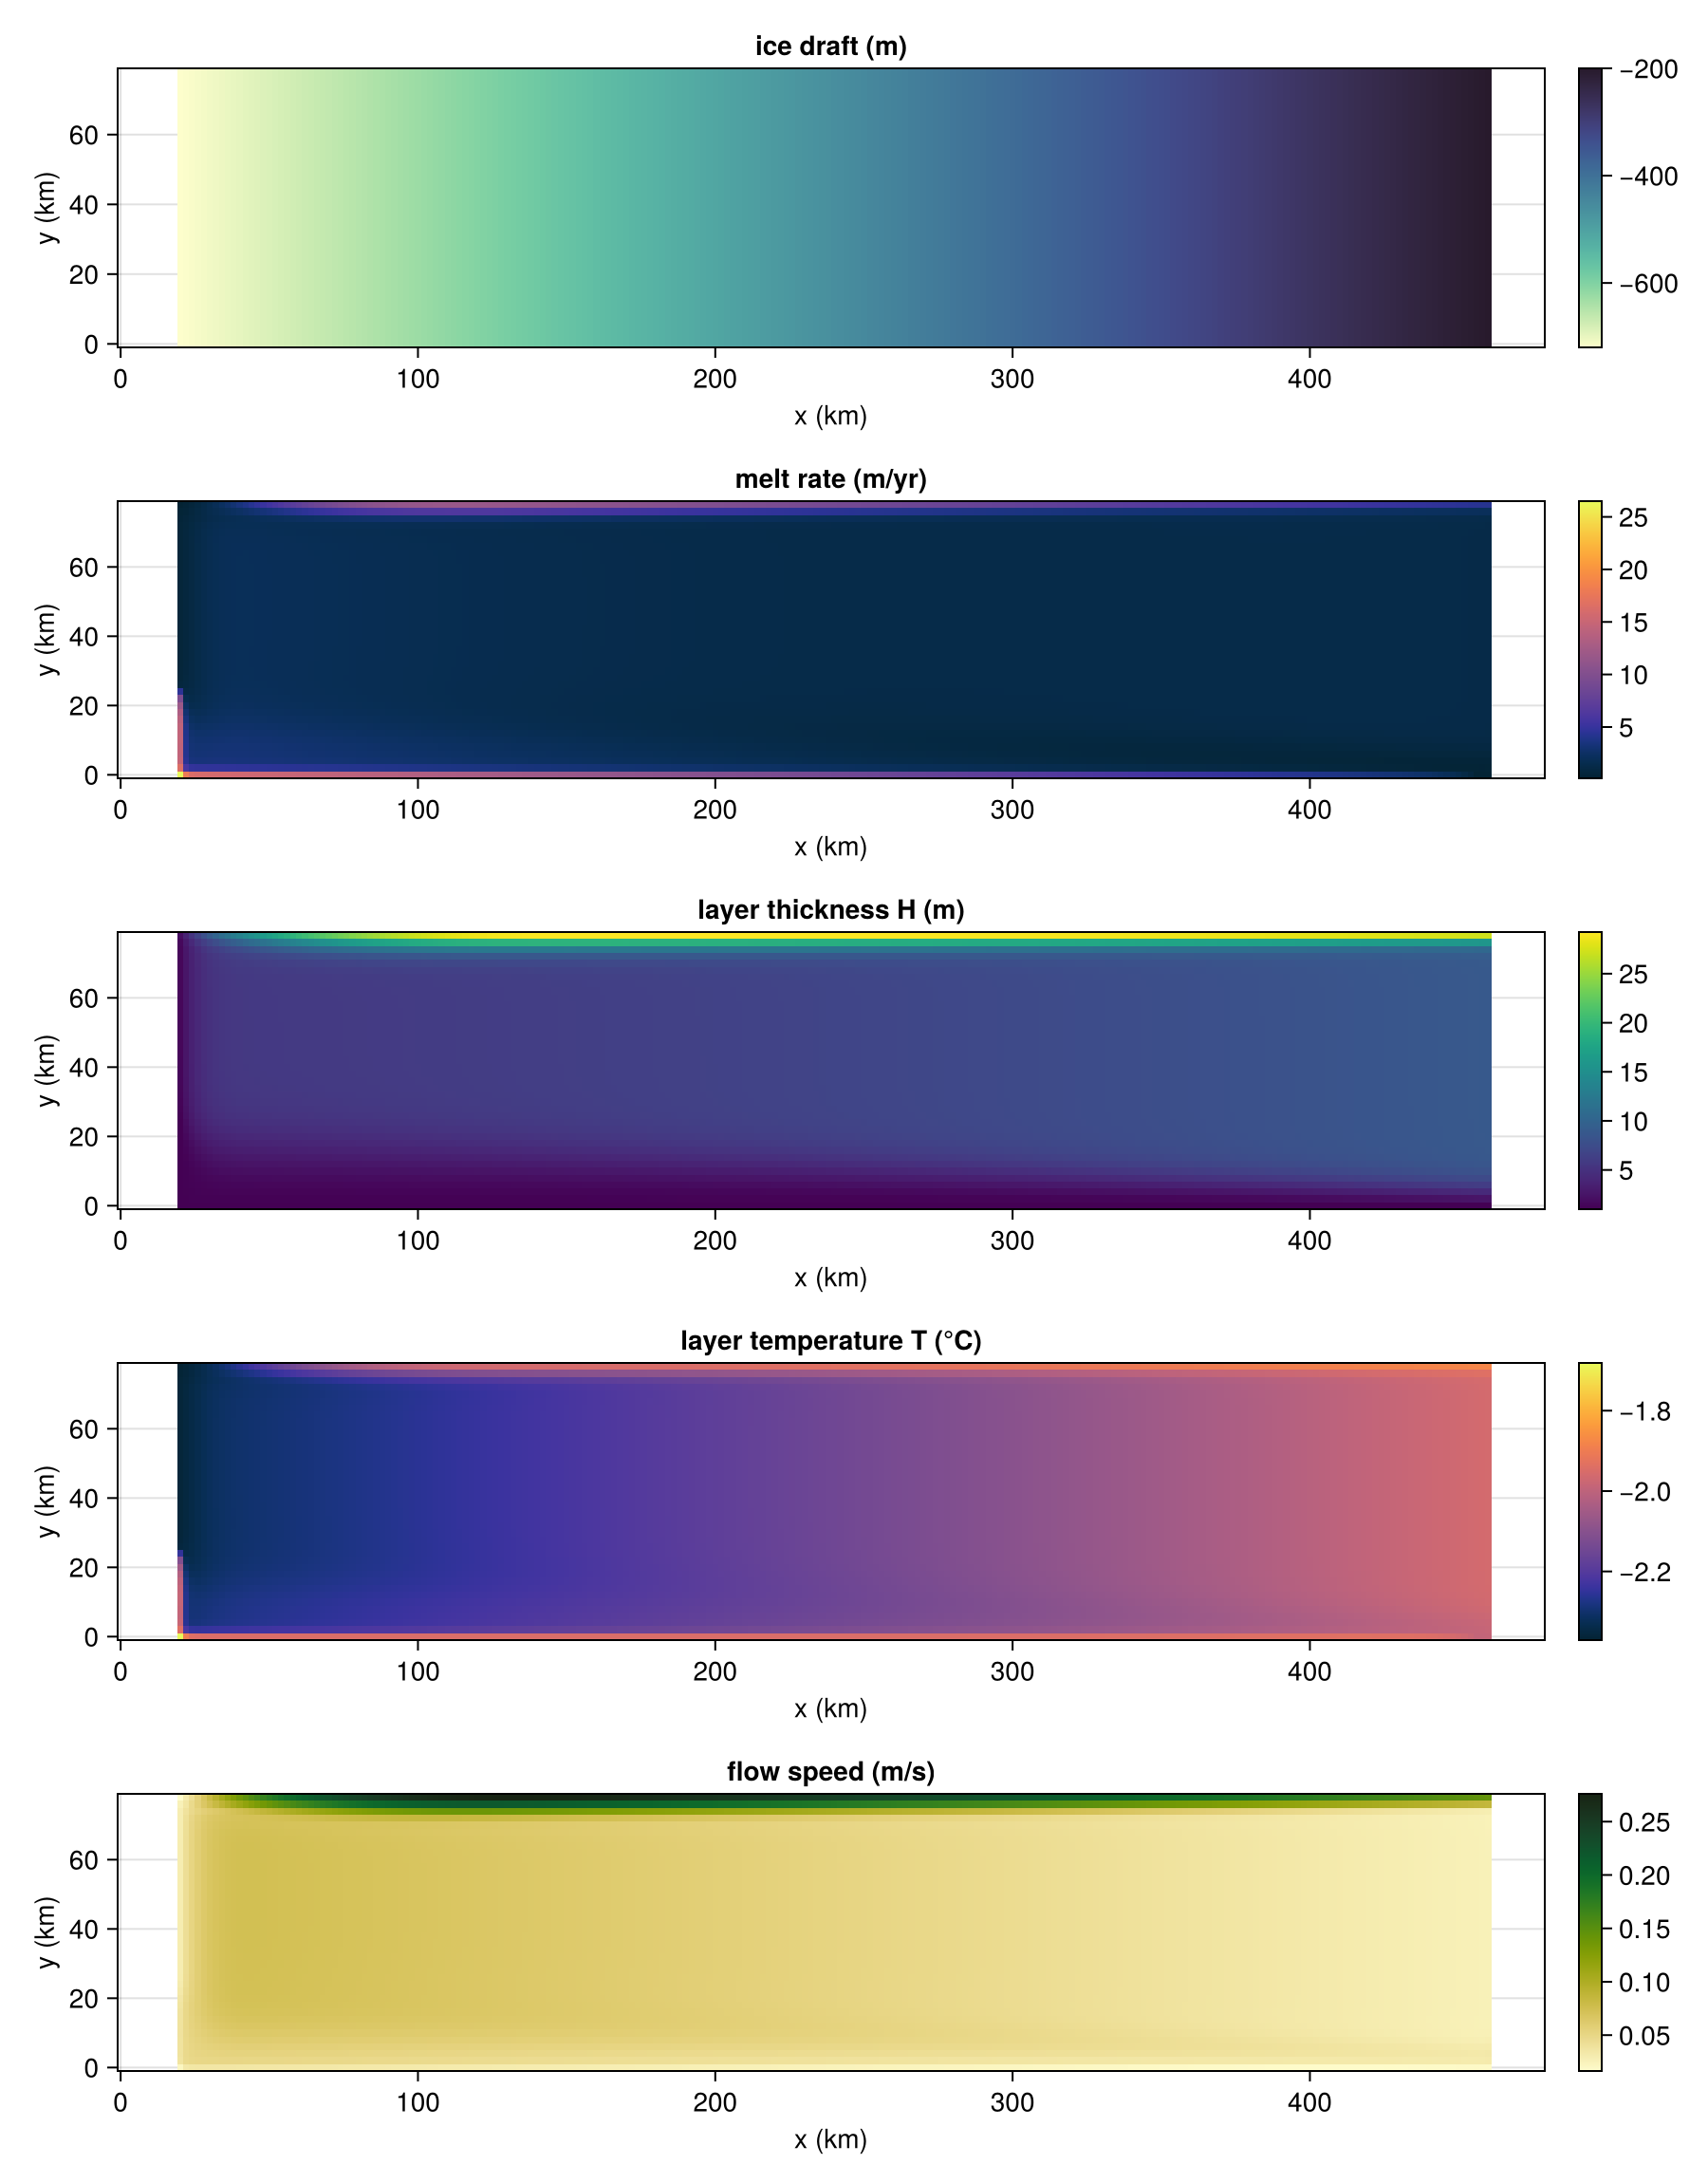 ice draft (m)
y (km)
60
40
20
0
0 100 200 300 400
x (km)
−200
−400
−600
melt rate (m/yr)
y (km)
60
40
20
0
0 100 200 300 400
x (km)
25
20
15
10
5
layer thickness H (m)
y (km)
60
40
20
0
0 100 200 300 400
x (km)
25
20
15
10
5
layer temperature T (°C)
y (km)
60
40
20
0
0 100 200 300 400
x (km)
−1.8
−2.0
−2.2
flow speed (m/s)
y (km)
60
40
20
0
0 100 200 300 400
x (km)
0.25
0.20
0.15
0.10
0.05